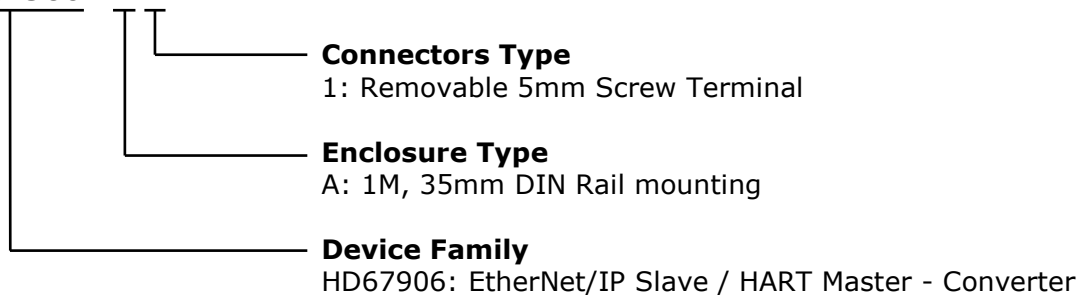 Connectors Type
1: Removable 5mm Screw Terminal
Enclosure Type
A: 1M, 35mm DIN Rail mounting
Device Family
HD67906: EtherNet/IP Slave / HART Master - Converter